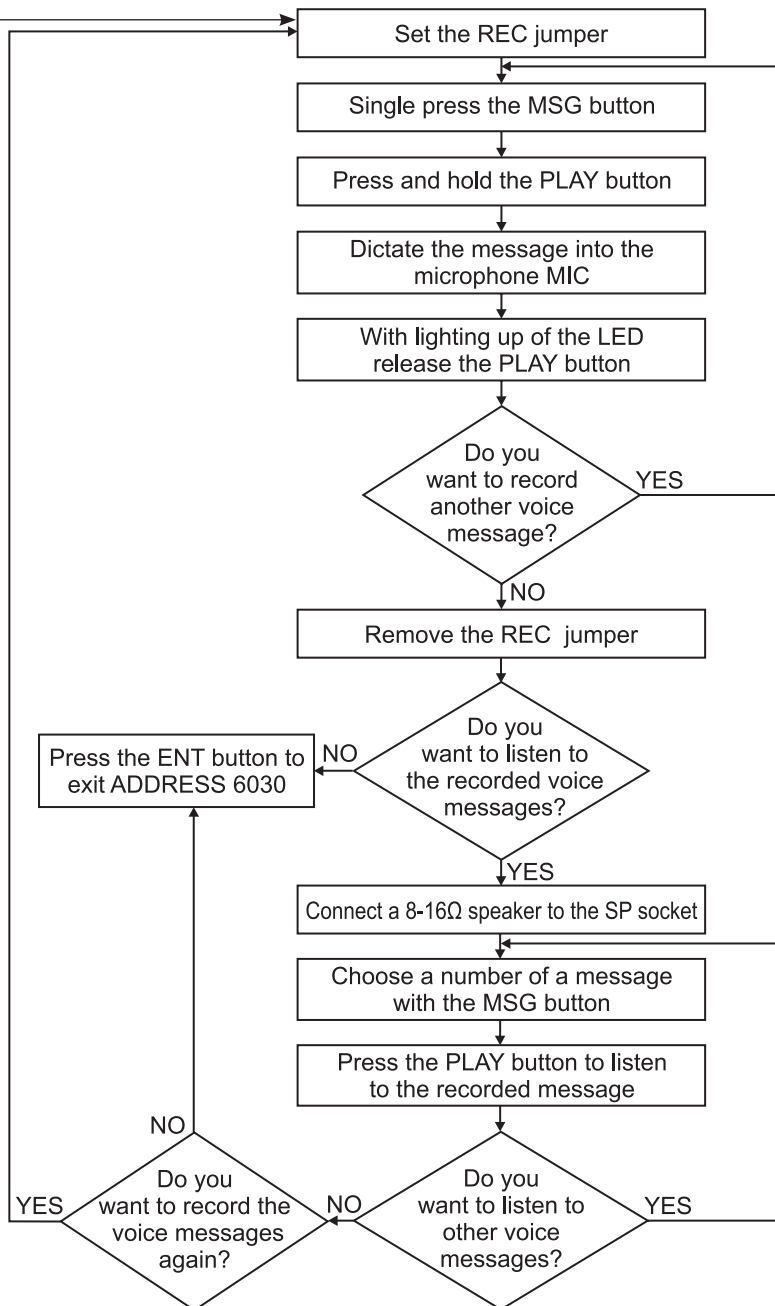 Set the REC jumper
Single press the MSG button
Press and hold the PLAY button
Dictate the message into the
microphone MIC
With lighting up of the LED
release the PLAY button
Do you
want to record
another voice
message?
YES
NO
Remove the REC jumper
Do you
want to listen to
the recorded voice
messages?
NO
Press the ENT button to
exit ADDRESS 6030
YES
Connect a 8-16Ω speaker to the SP socket
Choose a number of a message
with the MSG button
Press the PLAY button to listen
to the recorded message
Do you
want to listen to
other voice
messages?
YES
NO
Do you
want to record the
voice messages
again?
NO
YES